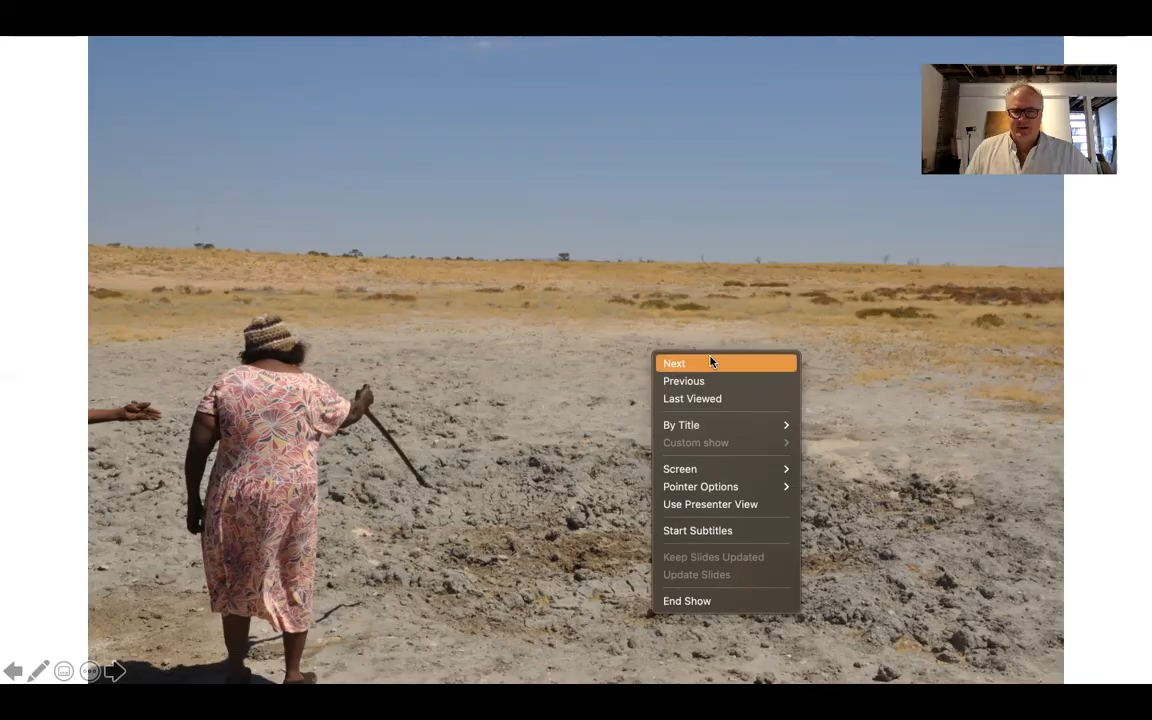 Next
Previous
Last Viewed
By Title
Custom show
Screen
Pointer Options
Use Presenter View
Start Subtitles
Keep Slides Updated
Update Slides
End Show